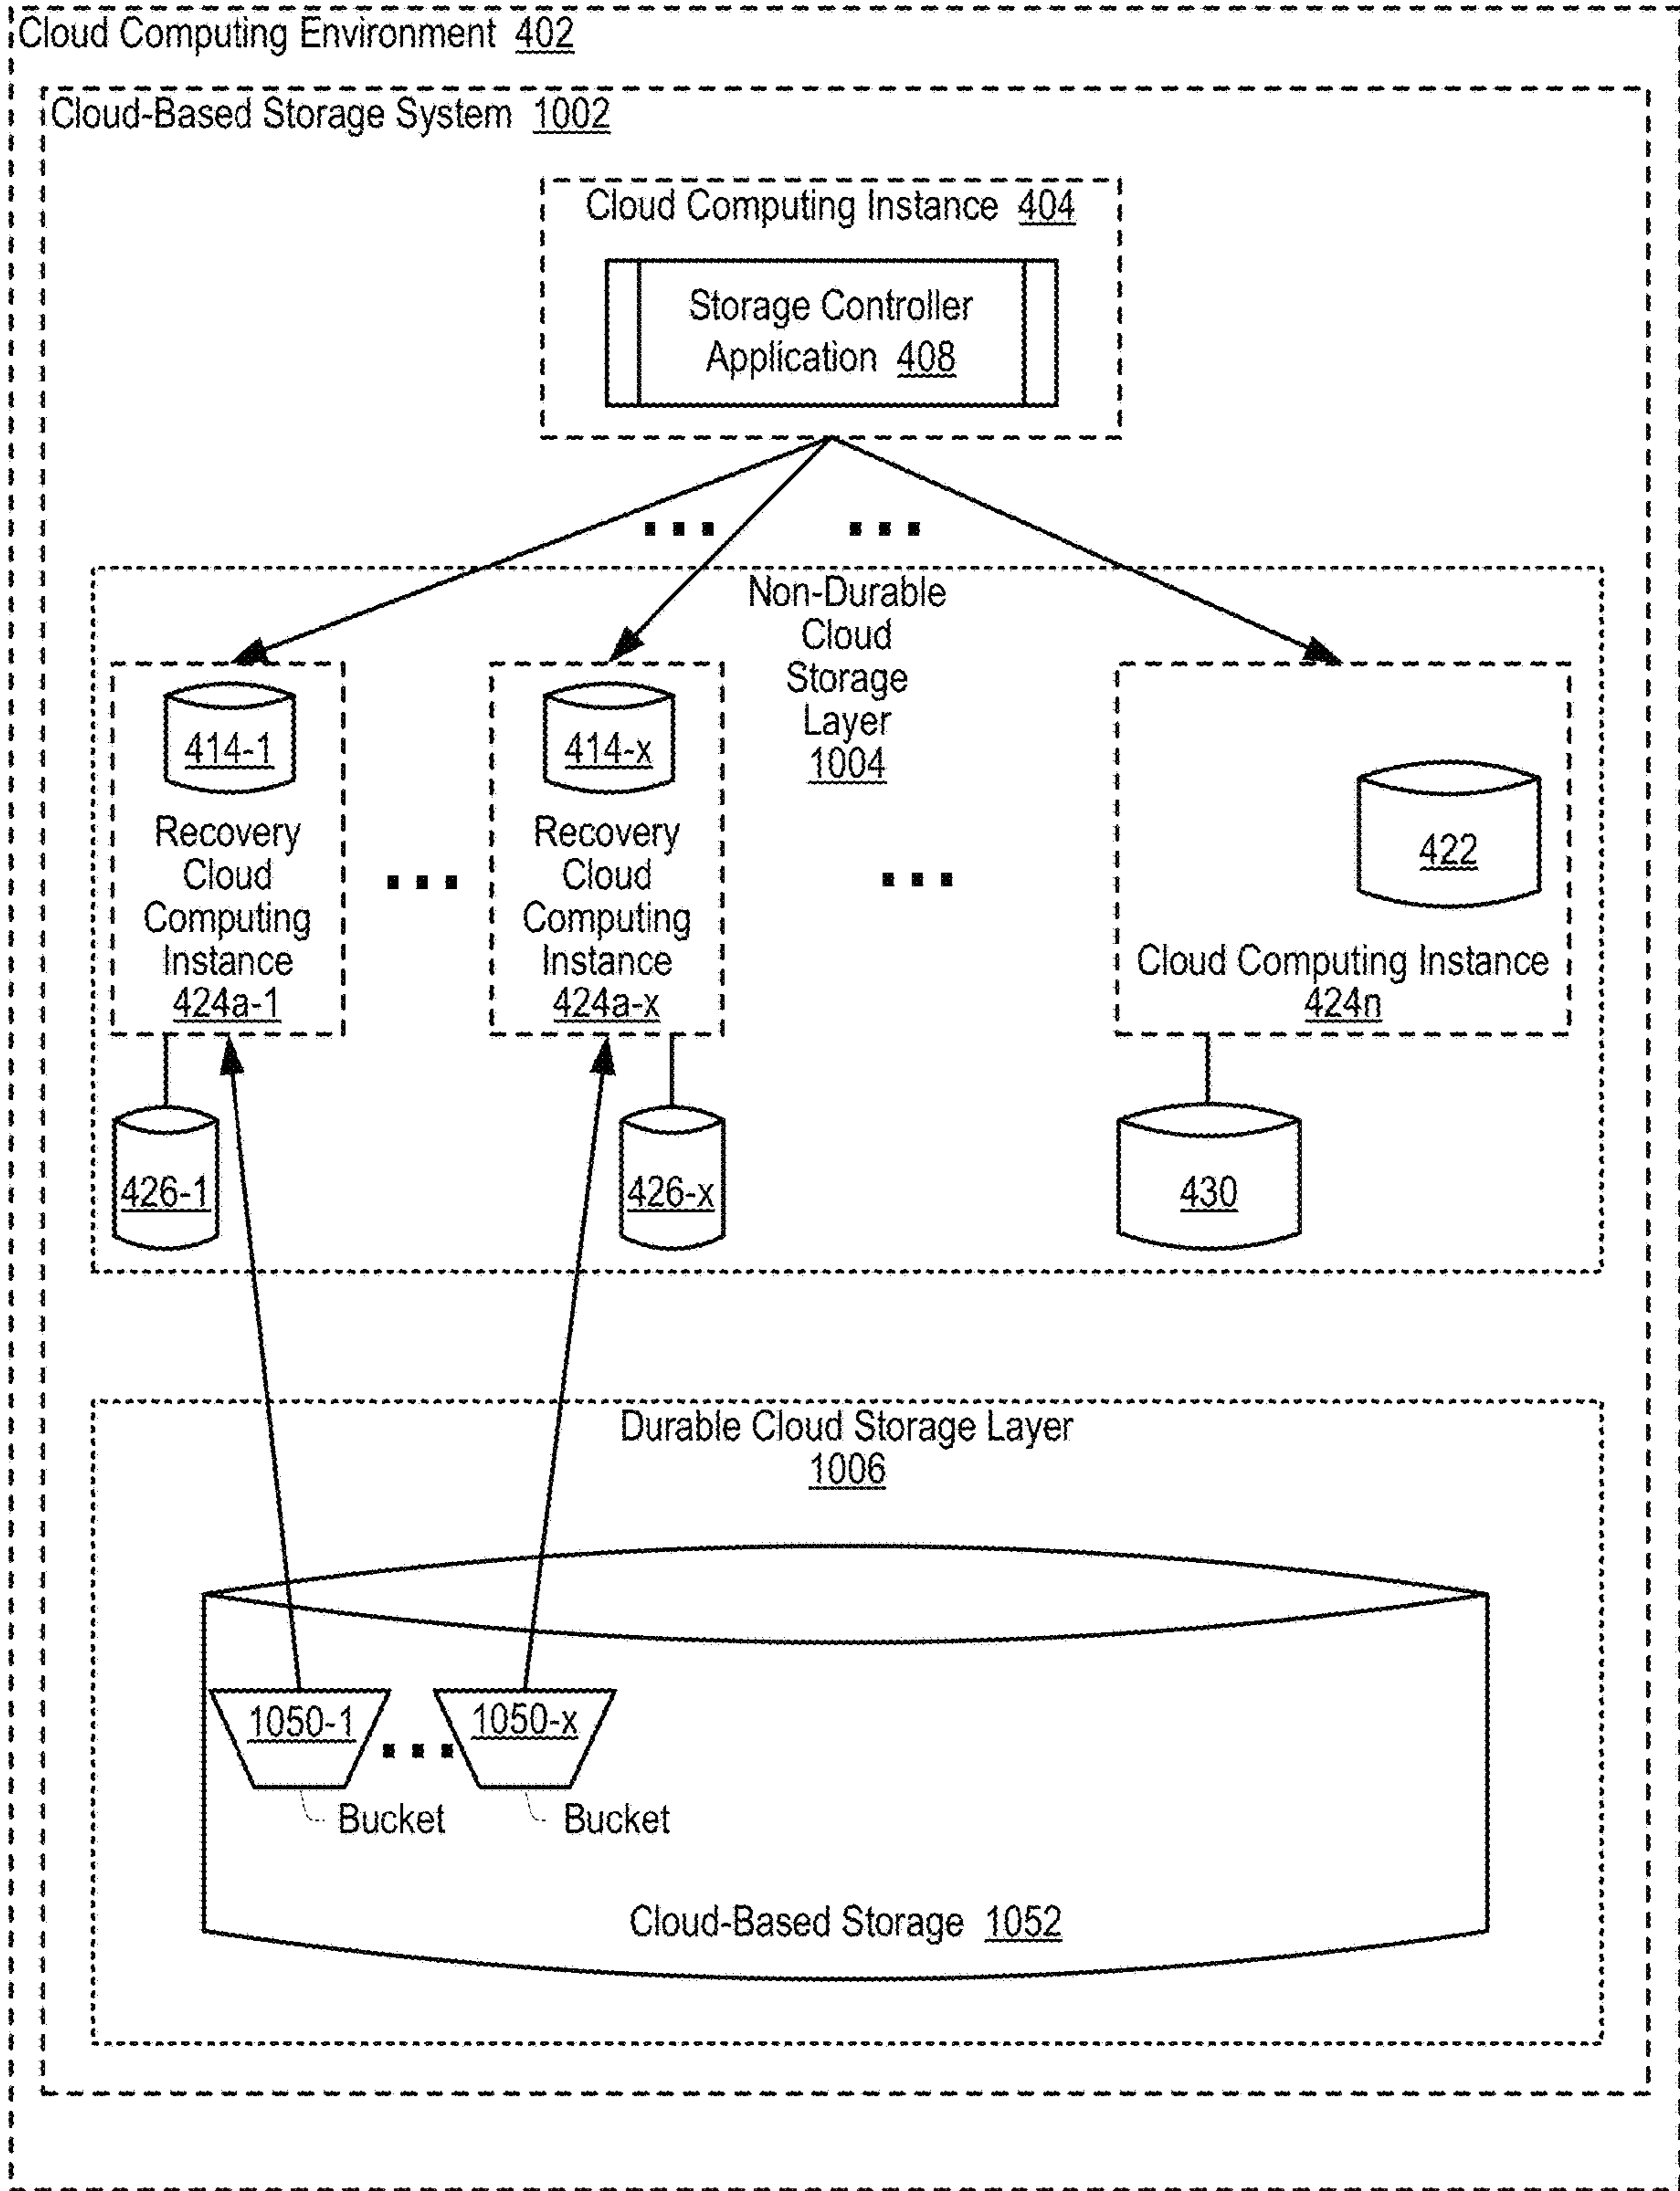 Cloud Computing Environment 402
Cloud-Based Storage System 1002
Cloud Computing Instance 404
Storage Controller
Application 408
Non-Durable
Cloud
Storage
Layer
1004
414-1
Recovery
Cloud
Computing
Instance
424a-1
414-x
Recovery
Cloud
Computing
Instance
424a-x
422
Cloud Computing Instance
424n
426-1
426-x
430
Durable Cloud Storage Layer
1006
1050-1
1050-x
Bucket
Bucket
Cloud-Based Storage 1052